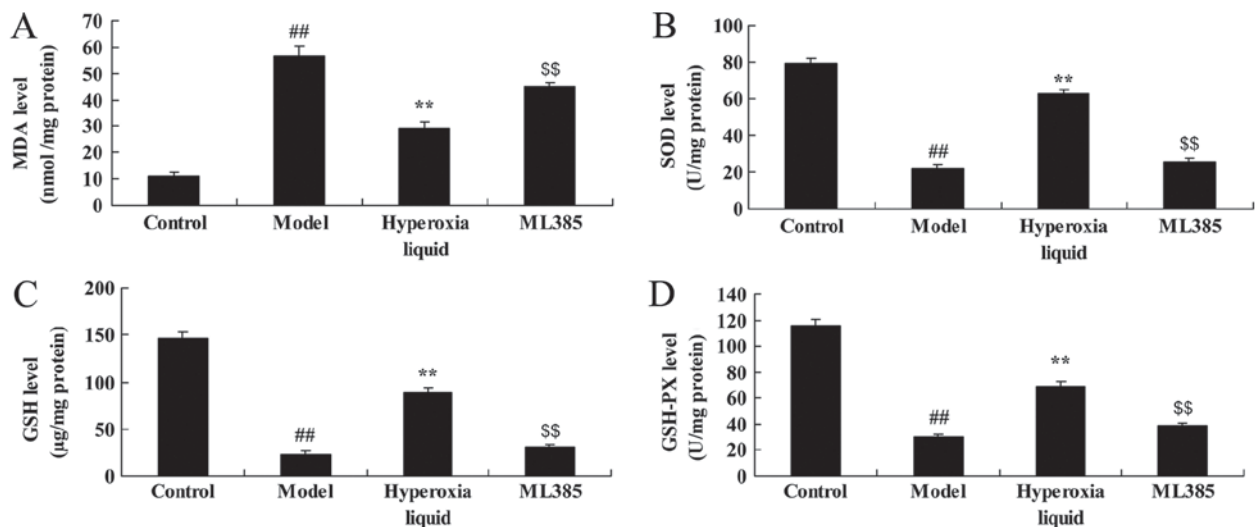 A
MDA level
(nmol /mg protein)
70
60
50
40
30
20
10
0
##
**
$$
Control
Model
Hyperoxia
liquid
ML385
B
SOD level
(U/mg protein)
100
80
60
40
20
0
##
**
$$
Control
Model
Hyperoxia
liquid
ML385
C
GSH level
(µg/mg protein)
200
150
100
50
0
##
**
$$
Control
Model
Hyperoxia
liquid
ML385
D
GSH-PX level
(U/mg protein)
140
120
100
80
60
40
20
0
##
**
$$
Control
Model
Hyperoxia
liquid
ML385